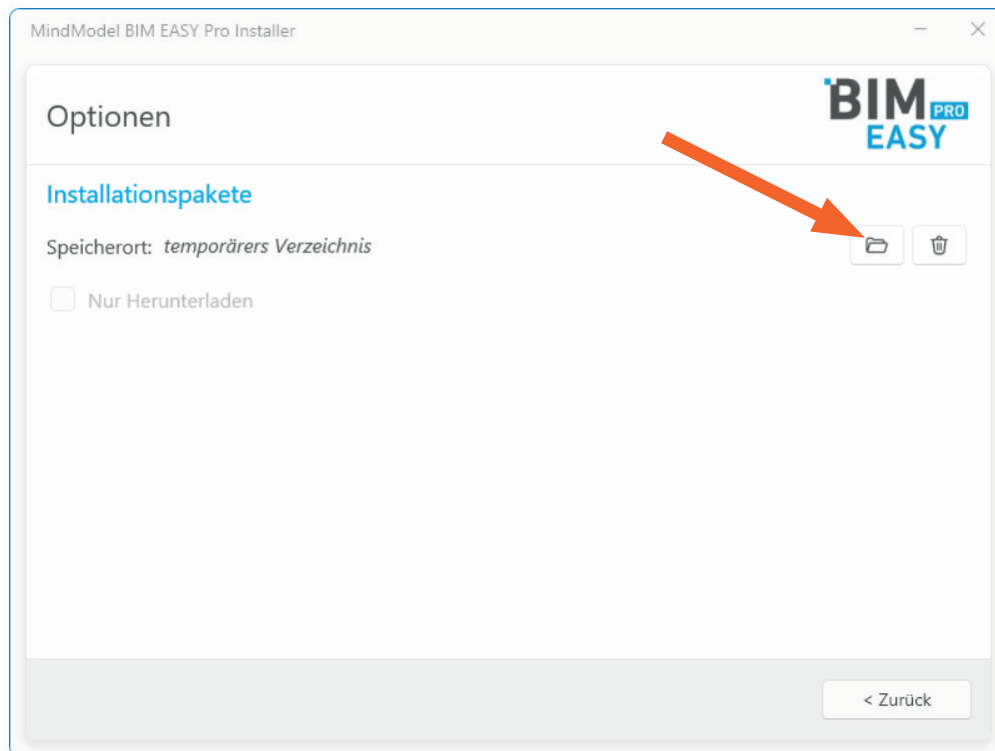 MindModel BIM EASY Pro Installer
Optionen
BIM PRO
EASY
Installationspakete
Speicherort: temporärers Verzeichnis
Nur Herunterladen
< Zurück